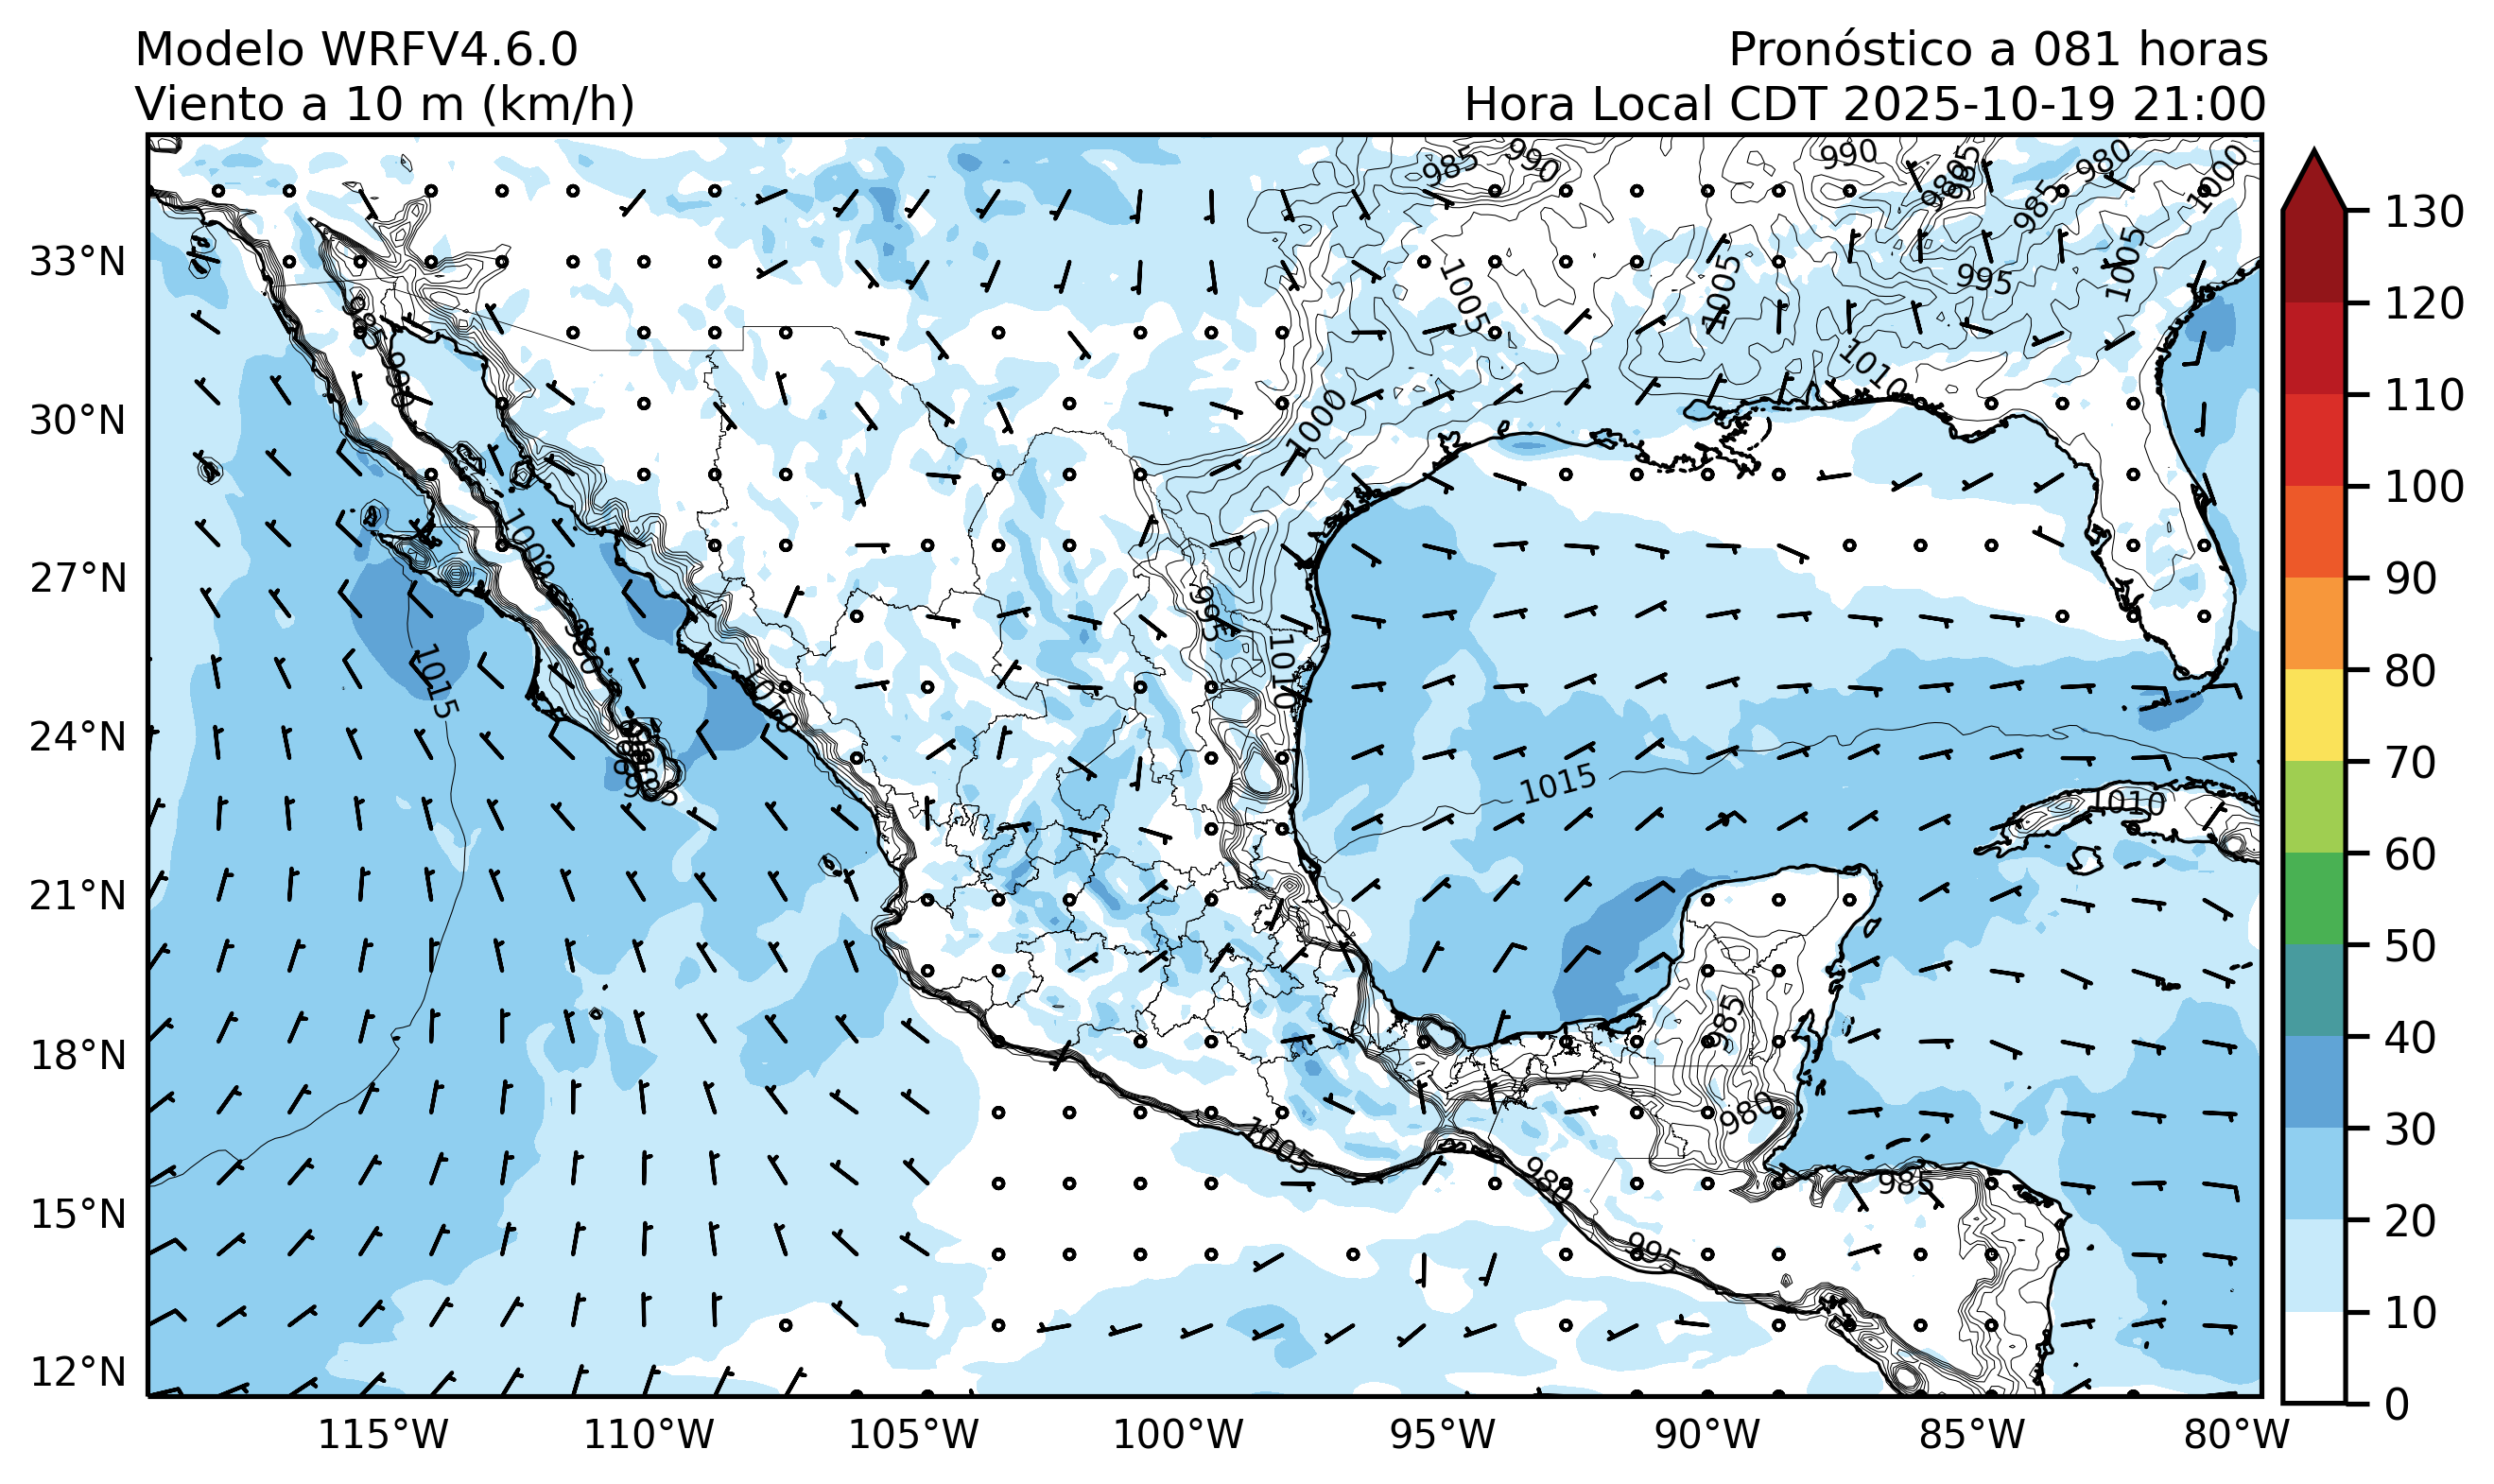 Modelo WRFV4.6.0
Pronóstico a 081 horas
Viento a 10 m (km/h)
Hora Local CDT 2025-10-19 21:00
985
990
990
985
980
1000
985
1005
1005
1005
995
1010
33°N
30°N
27°N
24°N
21°N
18°N
15°N
12°N
990
1000
1000
995
980
1010
1015
1010
1015
1010
985
985
980
1005
980
985
995
115°W
110°W
105°W
100°W
95°W
90°W
85°W
80°W
130
120
110
100
90
80
70
60
50
40
30
20
10
0